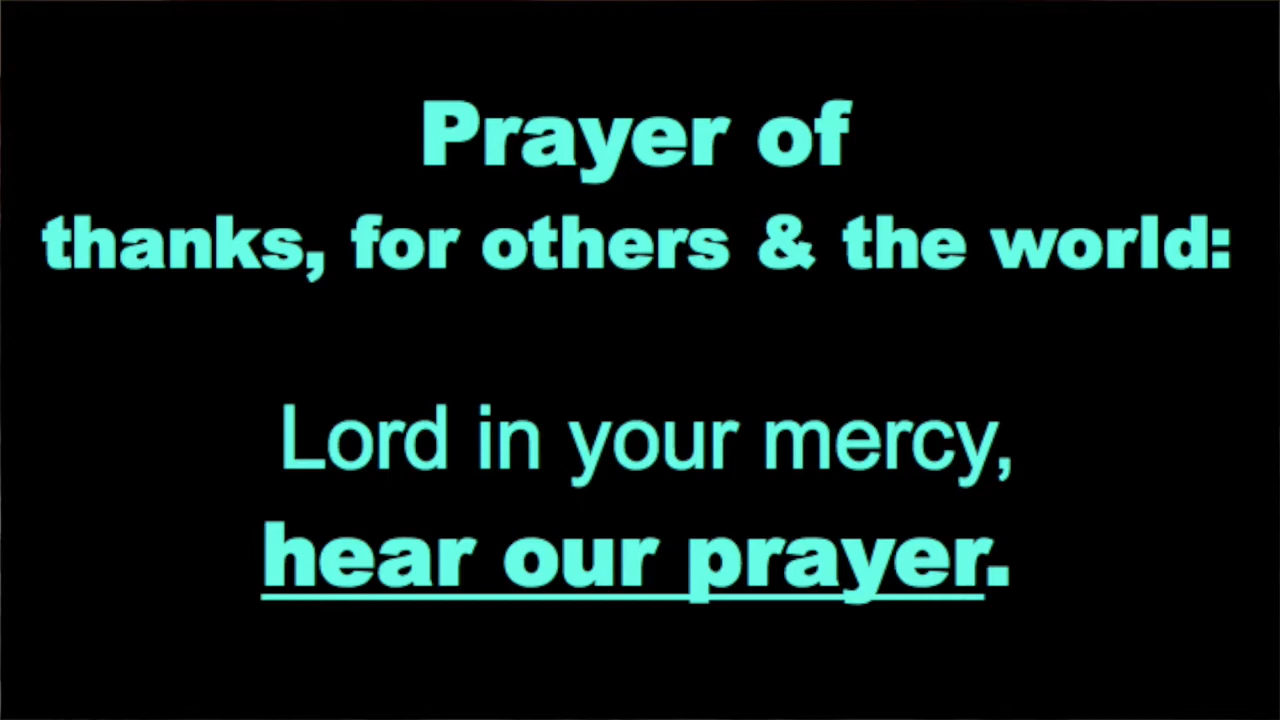 Prayer of
thanks, for others & the world:
Lord in your mercy,
hear our prayer.